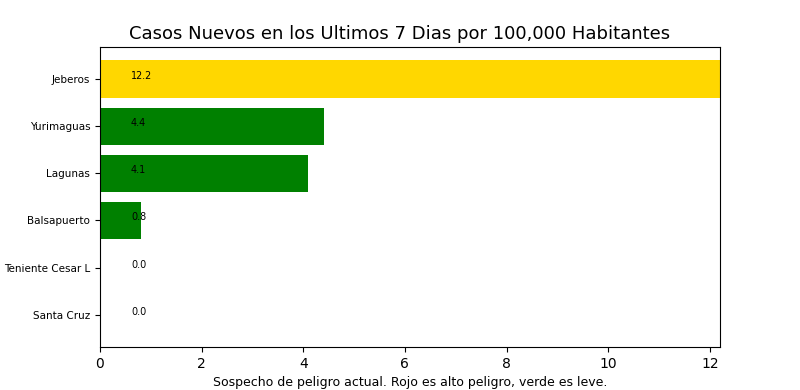 Casos Nuevos en los Ultimos 7 Dias por 100,000 Habitantes
Jeberos 12.2
Yurimaguas 4.4
Lagunas 4.1
Balsapuerto 0.8
Teniente Cesar L 0.0
Santa Cruz 0.0
0 2 4 6 8 10 12
Sospecho de peligro actual. Rojo es alto peligro, verde es leve.